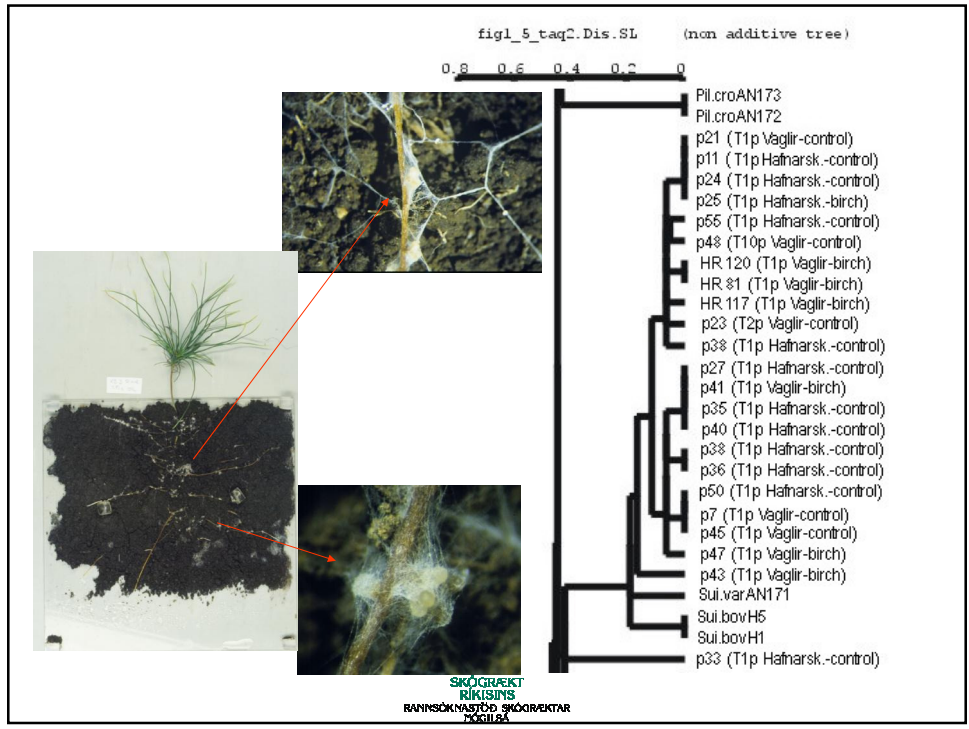 fig1_5_taq2.Dis.SL (non additive tree)
0.8 0.6 0.4 0.2 0
Pil.croAN173
Pil.croAN172
p21 (T1p Vaglir-control)
p11 (T1p Hafnarsk.-control)
p24 (T1p Hafnarsk.-control)
p25 (T1p Hafnarsk.-birch)
p55 (T1p Hafnarsk.-control)
p48 (T10p Vaglir-control)
HR 120 (T1p Vaglir-birch)
HR 81 (T1p Vaglir-birch)
HR 117 (T1p Vaglir-birch)
p23 (T2p Vaglir-control)
p38 (T1p Hafnarsk.-control)
p27 (T1p Hafnarsk.-control)
p41 (T1p Vaglir-birch)
p35 (T1p Hafnarsk.-control)
p40 (T1p Hafnarsk.-control)
p38 (T1p Hafnarsk.-control)
p36 (T1p Hafnarsk.-control)
p50 (T1p Hafnarsk.-control)
p7 (T1p Vaglir-control)
p45 (T1p Vaglir-control)
p47 (T1p Vaglir-birch)
p43 (T1p Vaglir-birch)
Sui.varAN171
Sui.bovH5
Sui.bovH1
p33 (T1p Hafnarsk.-control)
SKÓGRÆKT
RÍKISINS
RANNSÓKNASTÖÐ SKÓGRÆKTAR
MÓGILSÁ